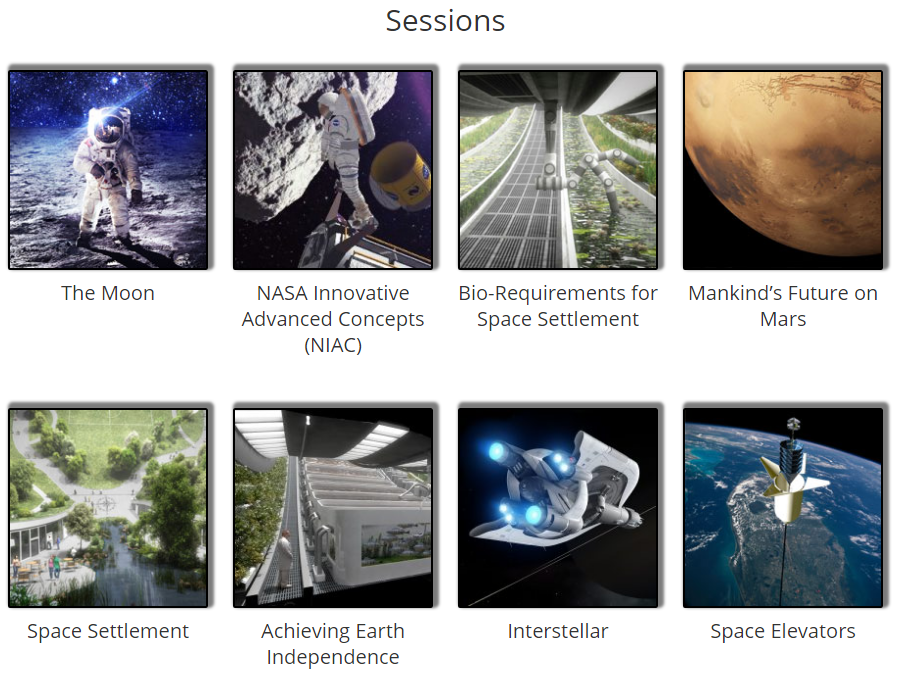 Sessions
The Moon
NASA Innovative
Advanced Concepts
(NIAC)
Bio-Requirements for
Space Settlement
Mankind’s Future on
Mars
Space Settlement
Achieving Earth
Independence
Interstellar
Space Elevators